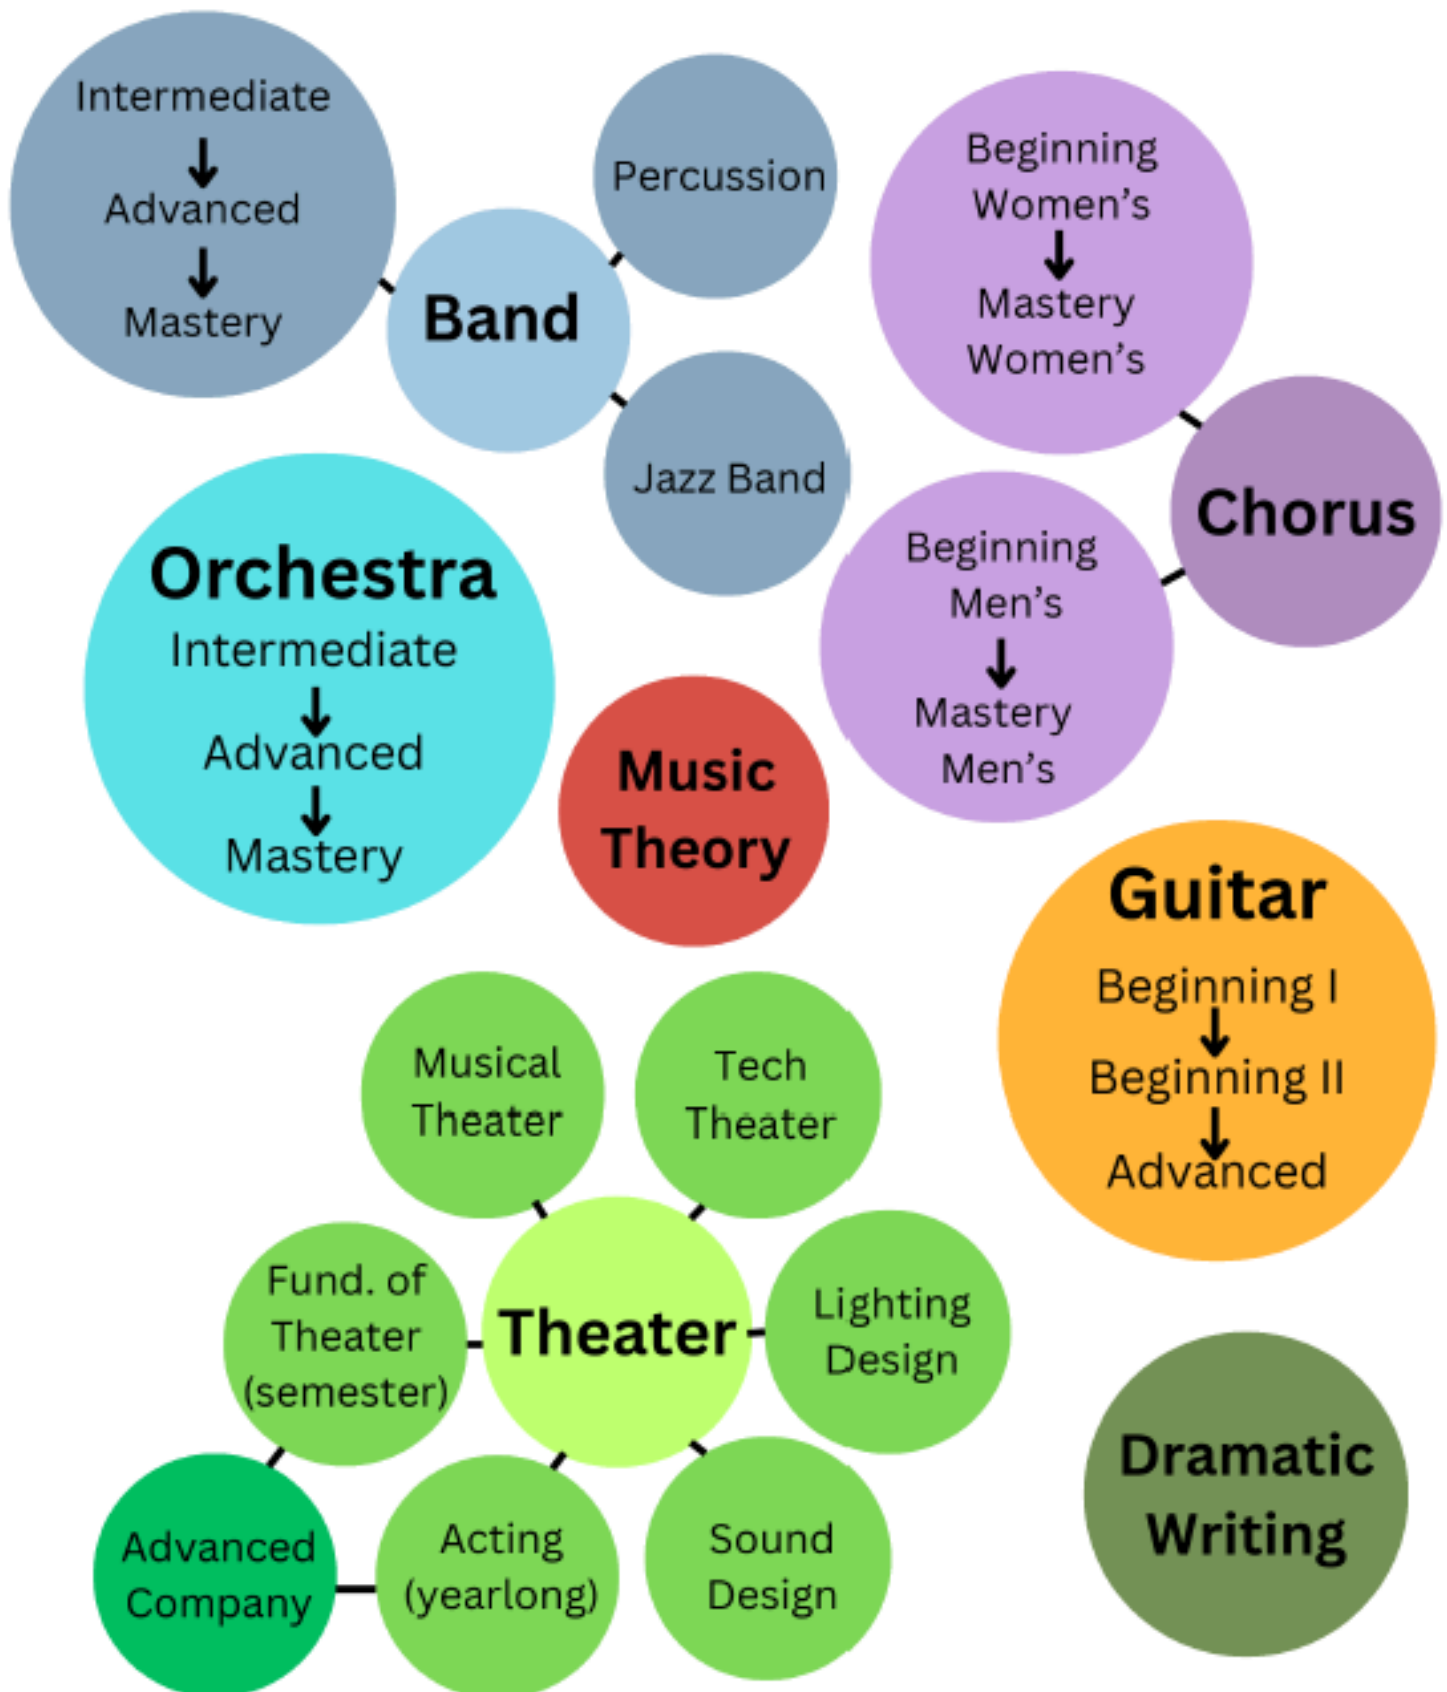 Intermediate
Advanced
Mastery
Band
Percussion
Jazz Band
Beginning
Women's
Mastery
Women's
Chorus
Beginning
Men's
Mastery
Men's
Orchestra
Intermediate
Advanced
Mastery
Music
Theory
Guitar
Beginning I
Beginning II
Advanced
Musical
Theater
Tech
Theater
Fund. of
Theater
(semester)
Theater
Lighting
Design
Advanced
Company
Acting
(yearlong)
Sound
Design
Dramatic
Writing